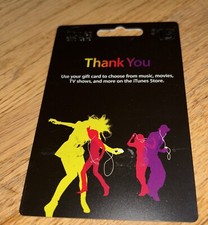 Thank You
Use your gift card to choose from music, movies,
TV shows, and more on the iTunes Store.